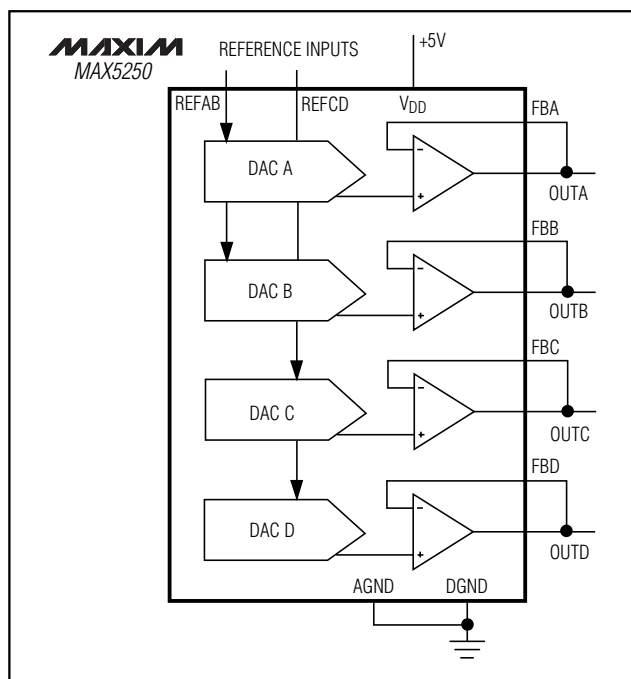 MAXIM
MAX5250
REFERENCE INPUTS
+5V
REFAB
REFCD
VDD
FBA
DAC A
-
+
OUTA
FBB
DAC B
-
+
OUTB
FBC
DAC C
-
+
OUTC
FBD
DAC D
-
+
OUTD
AGND
DGND